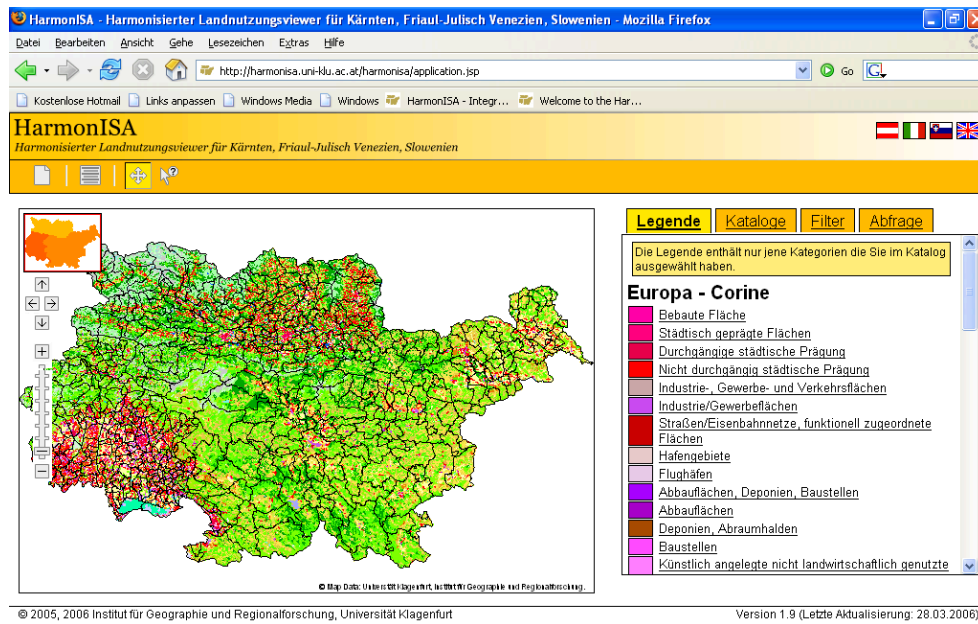 HarmonISA - Harmonisierter Landnutzungsviewer für Kärnten, Friaul-Julisch Venezien, Slowenien - Mozilla Firefox
Datei Bearbeiten Ansicht Gehe Lesezeichen Extras Hilfe
http://harmonisa.uni-klu.ac.at/harmonisa/application.jsp Go G
Kostenlose Hotmail Links anpassen Windows Media Windows HarmonISA - Integr... Welcome to the Har...
HarmonISA
Harmonisierter Landnutzungsviewer für Kärnten, Friaul-Julisch Venezien, Slowenien
Legende Kataloge Filter Abfrage
Die Legende enthält nur jene Kategorien die Sie im Katalog
ausgewählt haben.
Europa - Corine
Bebaute Fläche
Städtisch geprägte Flächen
Durchgängige städtische Prägung
Nicht durchgängig städtische Prägung
Industrie-, Gewerbe- und Verkehrsflächen
Industrie/Gewerbeflächen
Straßen/Eisenbahnnetze, funktionell zugeordnete
Flächen
Hafengebiete
Flughäfen
Abbauflächen, Deponien, Baustellen
Abbauflächen
Deponien, Abraumhalden
Baustellen
Künstlich angelegte nicht landwirtschaftlich genutzte
© Map Data: Universität Klagenfurt, Institut für Geographie und Regionalforschung.
© 2005, 2006 Institut für Geographie und Regionalforschung, Universität Klagenfurt
Version 1.9 (Letzte Aktualisierung: 28.03.2006)